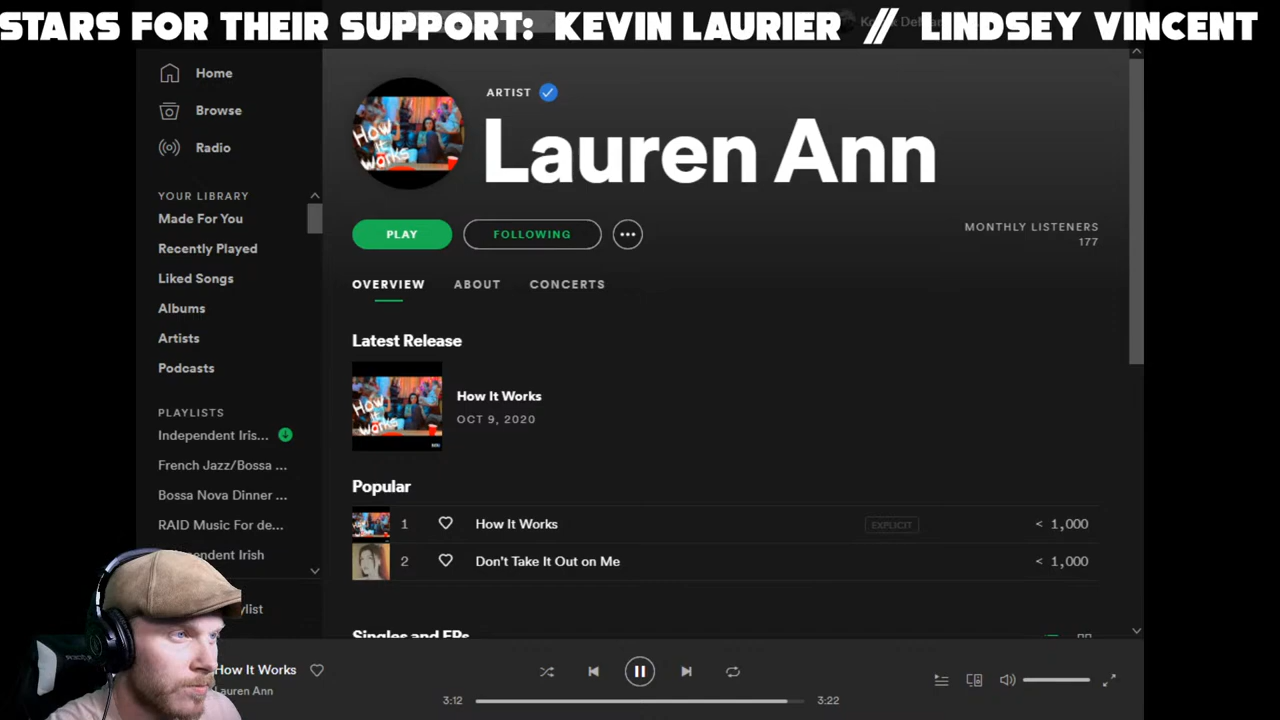 STARS FOR THEIR SUPPORT: KEVIN LAURIER // LINDSEY VINCENT
Home
Browse
Radio
YOUR LIBRARY
Made For You
Recently Played
Liked Songs
Albums
Artists
Podcasts
PLAYLISTS
Independent Iris...
French Jazz/Bossa ...
Bossa Nova Dinner ...
RAID Music For de...
Irish
ARTIST
Lauren Ann
PLAY
FOLLOWING
MONTHLY LISTENERS
177
OVERVIEW ABOUT CONCERTS
Latest Release
How It Works
How It Works
OCT 9, 2020
Popular
1 How It Works EXPLICIT < 1,000
2 Don't Take It Out on Me < 1,000
Singles and EPs
How It Works
Lauren Ann
3:12
3:22